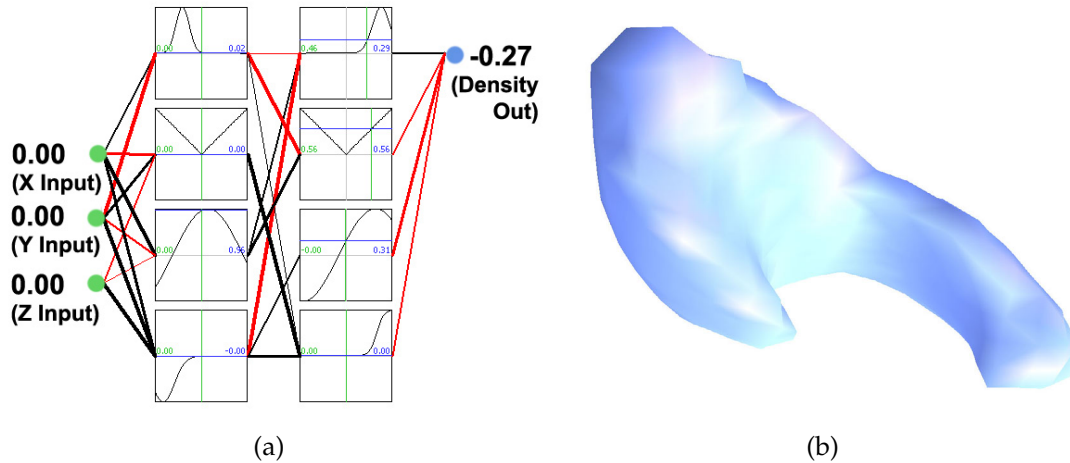 0.00 0.02 0.46 0.29
-0.27
(Density
Out)
0.00
(X Input)
0.00 0.00 0.56 0.56
0.00
(Y Input)
0.00 0.96 -0.00 0.31
0.00
(Z Input)
0.00 -0.00 0.00 0.00
(a) (b)